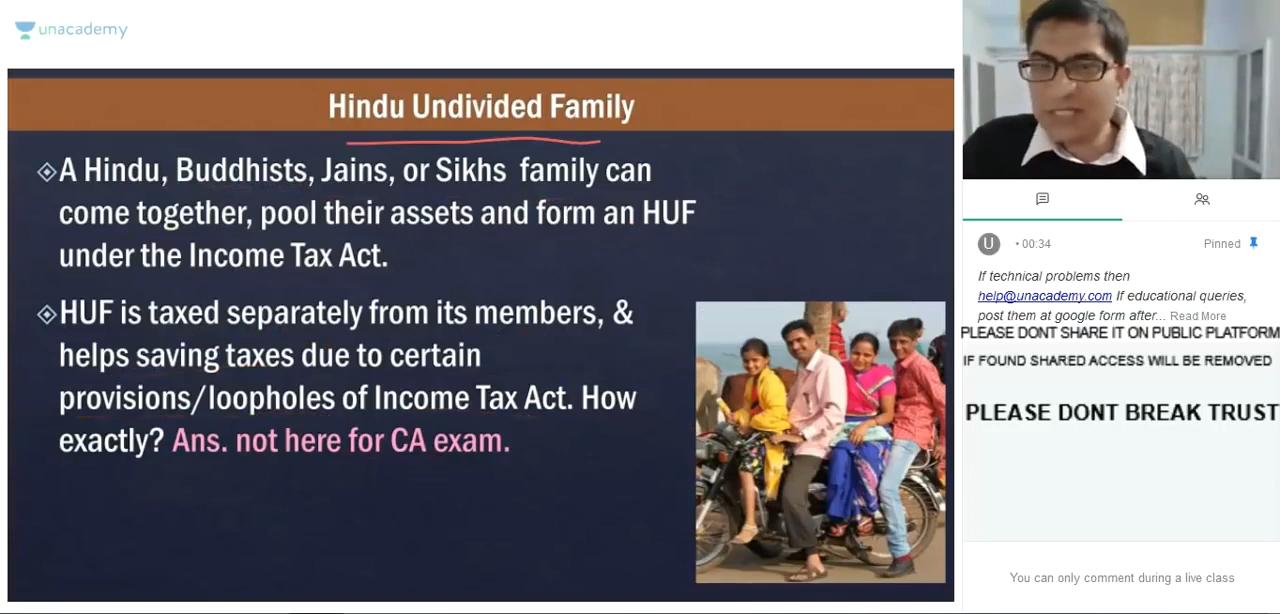 unacademy
Hindu Undivided Family
A Hindu, Buddhists, Jains, or Sikhs family can
come together, pool their assets and form an HUF
under the Income Tax Act.
HUF is taxed separately from its members, &
helps saving taxes due to certain
provisions/loopholes of Income Tax Act. How
exactly? Ans. not here for CA exam.
U • 00:34 Pinned
If technical problems then
help@unacademy.com If educational queries,
post them at google form after... Read More
PLEASE DONT SHARE IT ON PUBLIC PLATFORM
IF FOUND SHARED ACCESS WILL BE REMOVED
PLEASE DONT BREAK TRUST
You can only comment during a live class